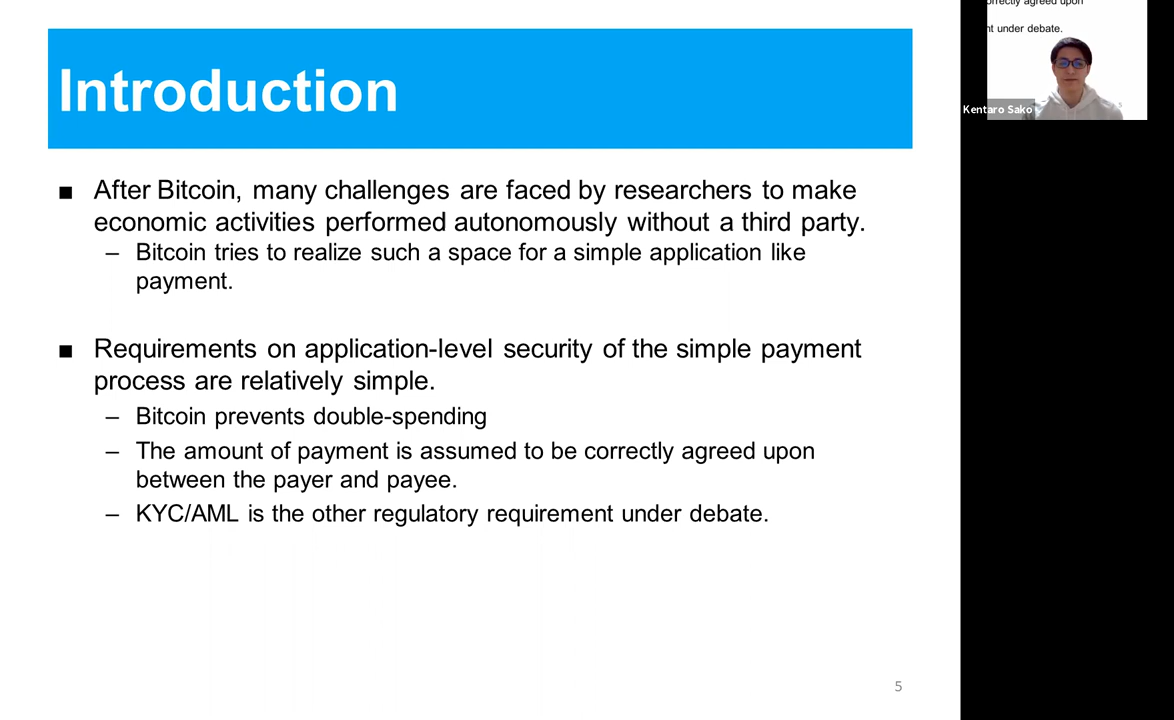 Introduction
■ After Bitcoin, many challenges are faced by researchers to make
economic activities performed autonomously without a third party.
– Bitcoin tries to realize such a space for a simple application like
payment.
■ Requirements on application-level security of the simple payment
process are relatively simple.
– Bitcoin prevents double-spending
– The amount of payment is assumed to be correctly agreed upon
between the payer and payee.
– KYC/AML is the other regulatory requirement under debate.
5
correctly agreed upon
nt under debate.
Kentaro Sako
5